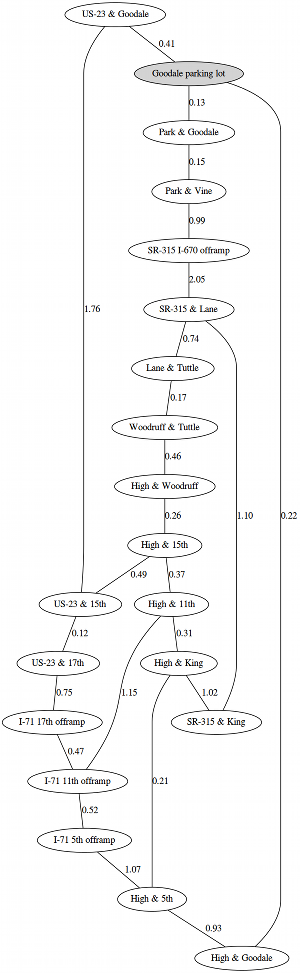 US-23 & Goodale
0.41
Goodale parking lot
0.13
Park & Goodale
0.15
Park & Vine
0.99
SR-315 I-670 offramp
2.05
SR-315 & Lane
1.76
0.74
Lane & Tuttle
0.17
Woodruff & Tuttle
0.46
High & Woodruff
0.26
1.10
0.22
High & 15th
0.49
0.37
US-23 & 15th
High & 11th
0.12
0.31
US-23 & 17th
High & King
0.75
1.15
1.02
I-71 17th offramp
SR-315 & King
0.47
I-71 11th offramp
0.21
0.52
I-71 5th offramp
1.07
High & 5th
0.93
High & Goodale